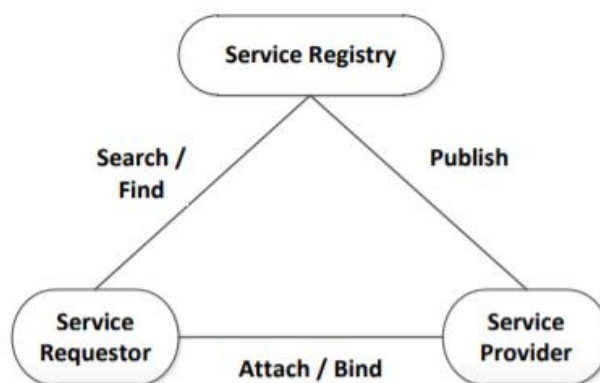 Service Registry
Search /
Find
Publish
Service
Requestor
Service
Provider
Attach / Bind